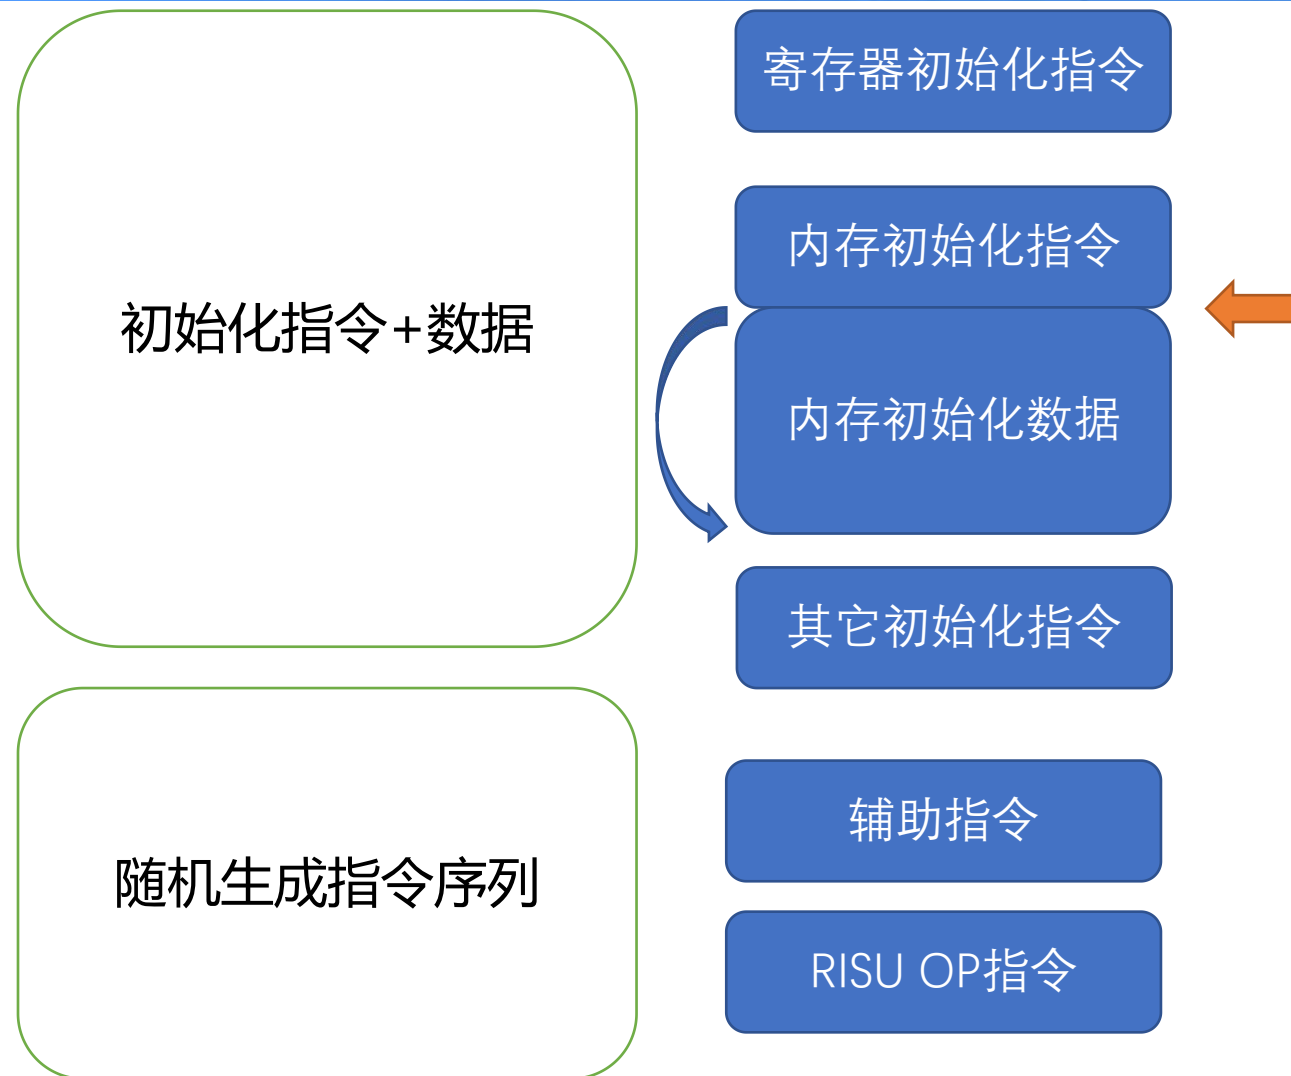 寄存器初始化指令
内存初始化指令
初始化指令+数据
内存初始化数据
其它初始化指令
辅助指令
随机生成指令序列
RISU OP指令